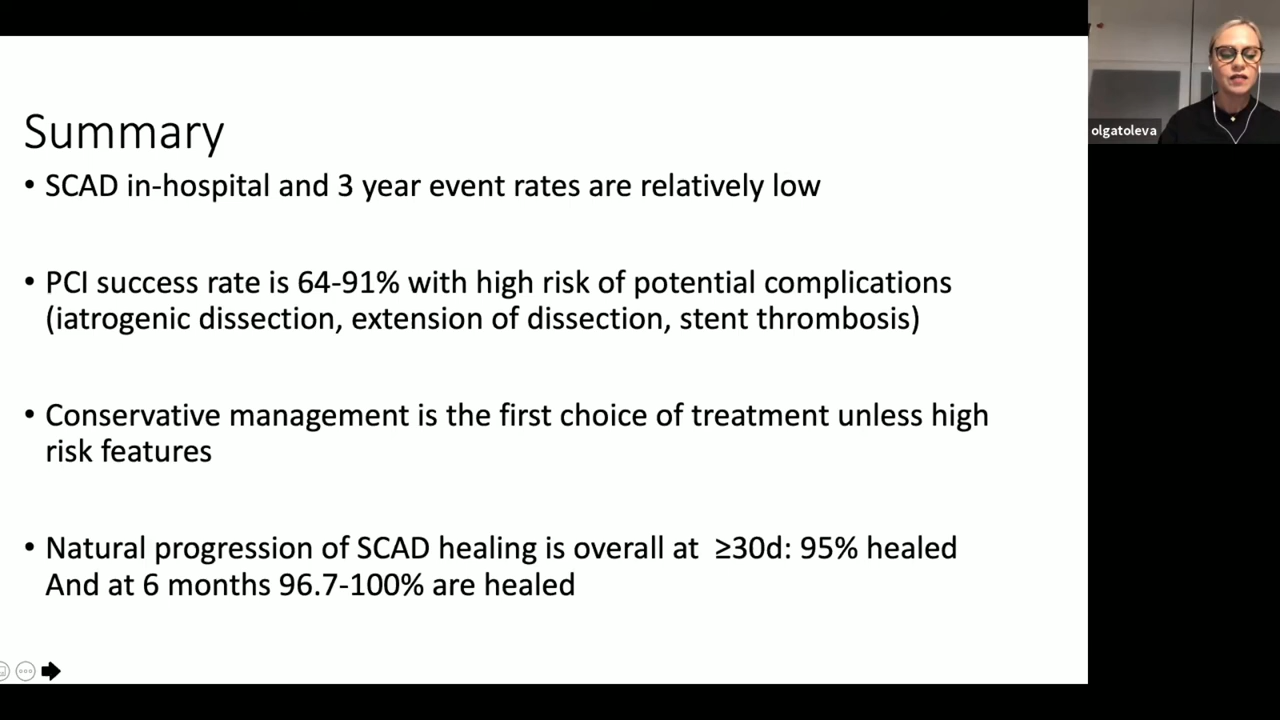 Summary
• SCAD in-hospital and 3 year event rates are relatively low
• PCI success rate is 64-91% with high risk of potential complications
(iatrogenic dissection, extension of dissection, stent thrombosis)
• Conservative management is the first choice of treatment unless high
risk features
• Natural progression of SCAD healing is overall at ≥30d: 95% healed
And at 6 months 96.7-100% are healed
olgatoleva